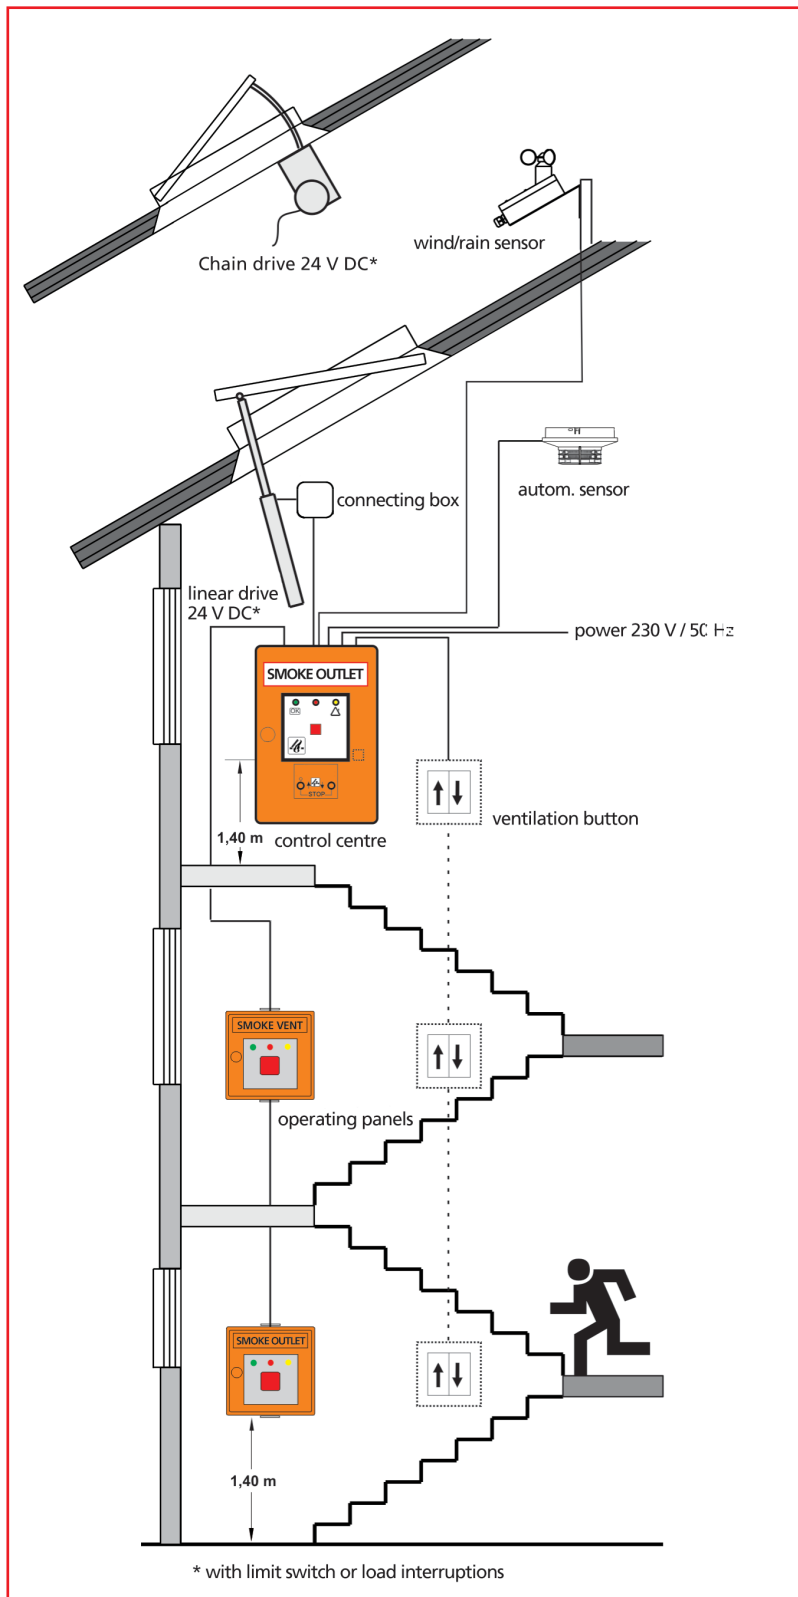 wind/rain sensor
Chain drive 24 V DC*
autom. sensor
connecting box
linear drive
24 V DC*
power 230 V / 50 Hz
SMOKE OUTLET
OK
STOP
ventilation button
1,40 m
control centre
SMOKE VENT
operating panels
SMOKE OUTLET
1,40 m
* with limit switch or load interruptions